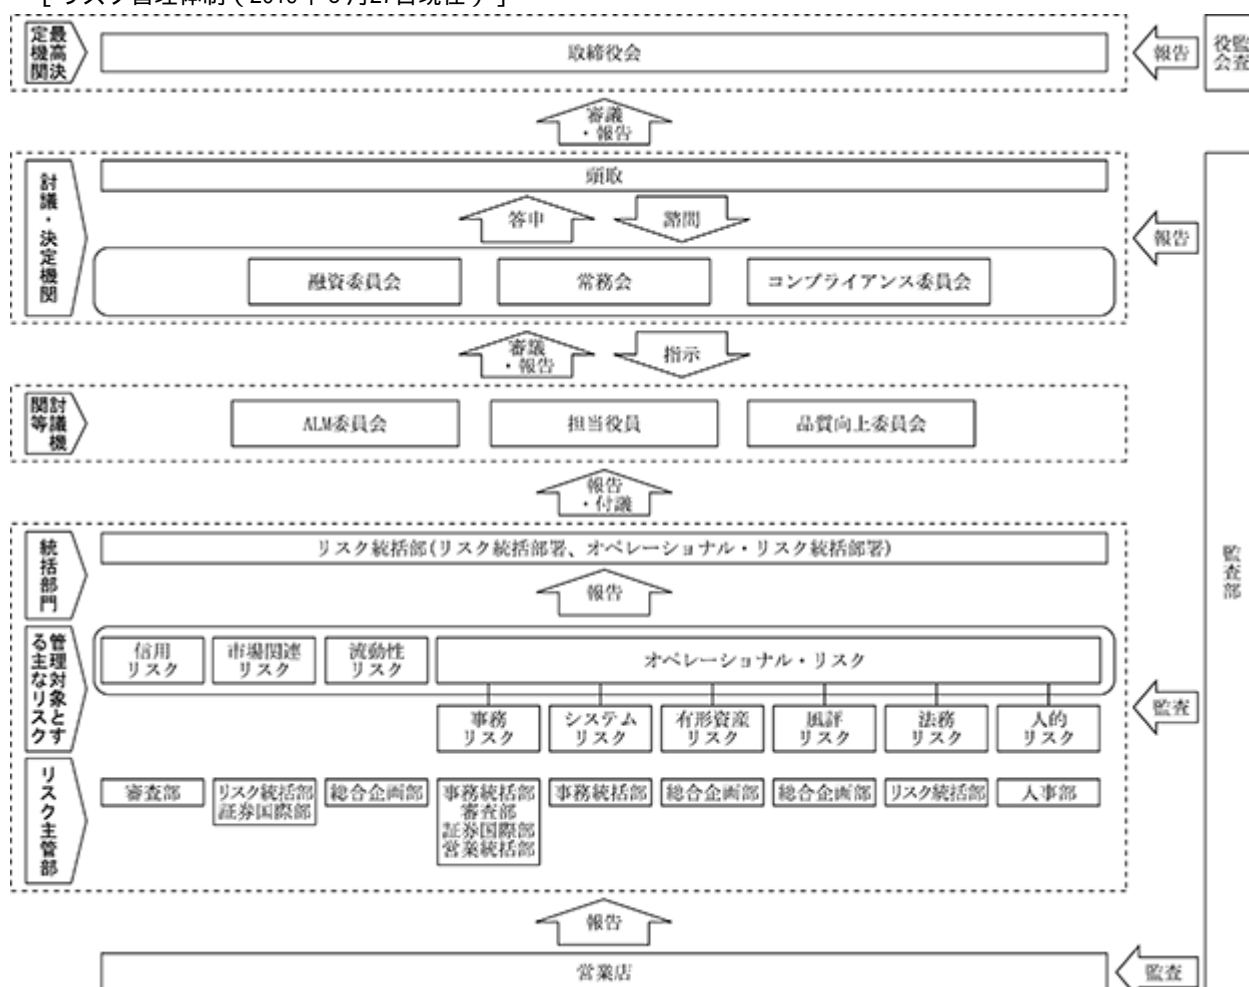 最高決
定機関
取締役会
報告
監査
役会
審議
・報告
討議・決定機関
頭取
答申
諮問
報告
融資委員会
常務会
コンプライアンス委員会
審議
・報告
指示
討議機
関等
ALM委員会
担当役員
品質向上委員会
報告
・付議
統括部門
リスク統括部(リスク統括部署、オペレーショナル・リスク統括部署)
報告
監査部
管理対象とす
る主なリスク
信用
リスク
市場関連
リスク
流動性
リスク
オペレーショナル・リスク
監査
事務
リスク
システム
リスク
有形資産
リスク
風評
リスク
法務
リスク
人的
リスク
リスク主管部
審査部
リスク統括部
証券国際部
総合企画部
事務統括部
審査部
証券国際部
営業統括部
事務統括部
総合企画部
総合企画部
リスク統括部
人事部
報告
営業店
監査